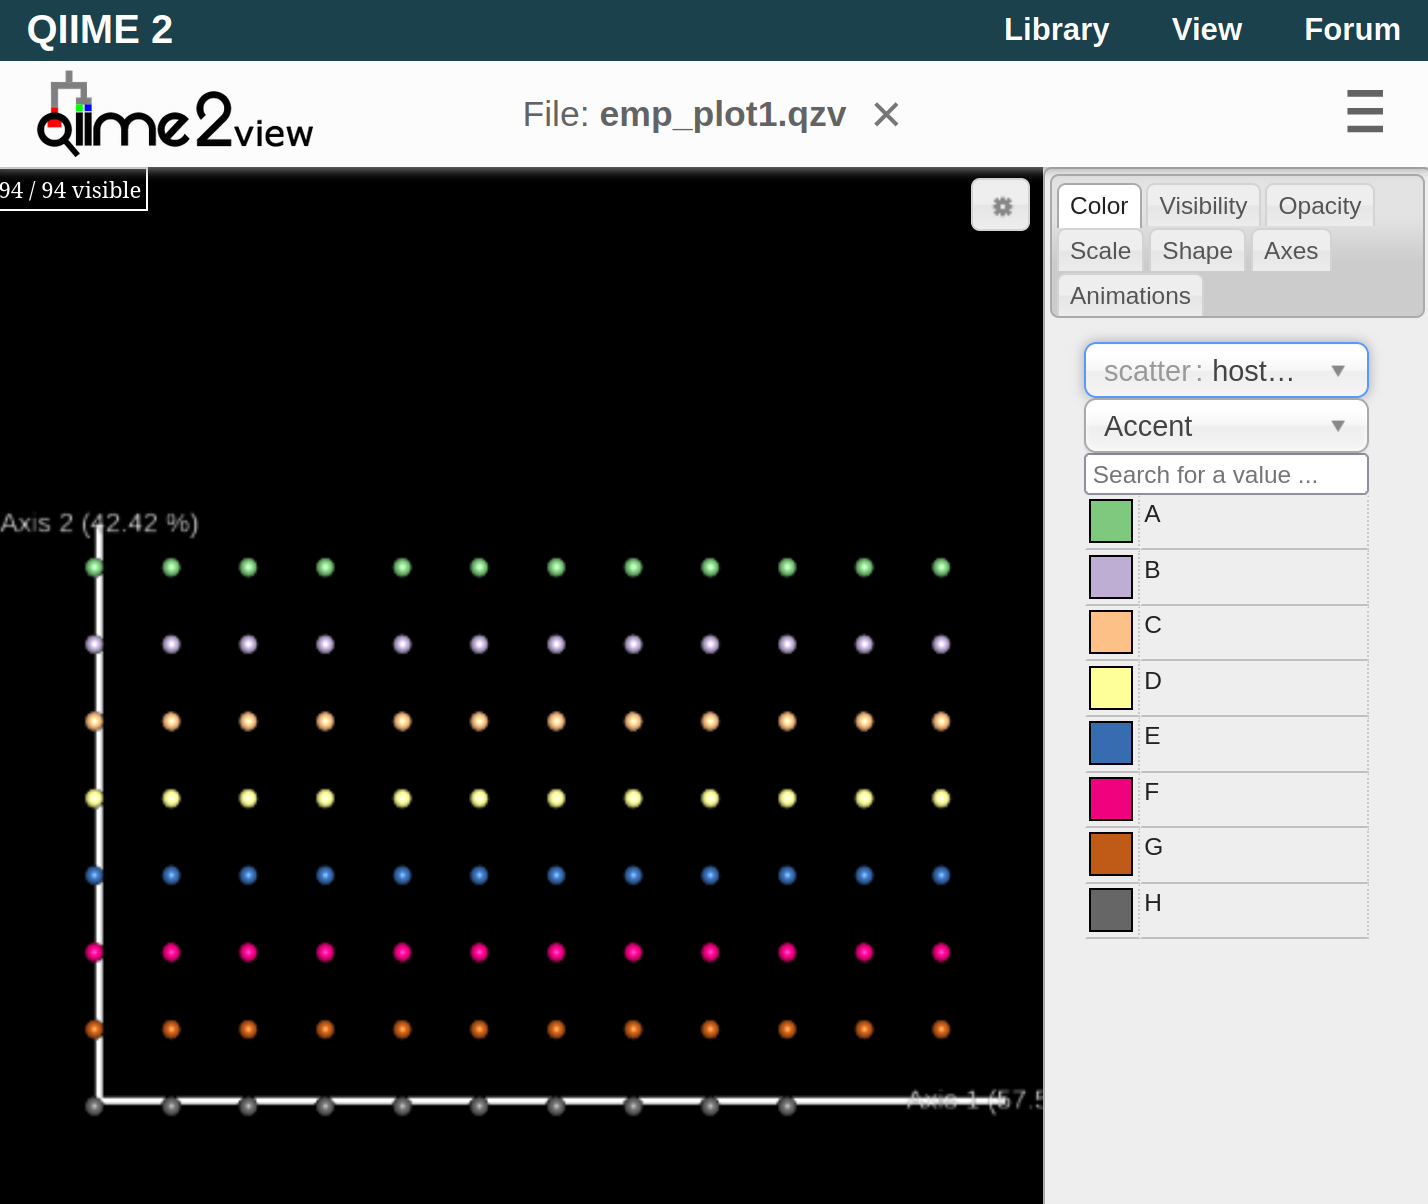 QIIME 2
Library View Forum
Qiime2view
File: emp_plot1.qzv ✕
94 / 94 visible
Color Visibility Opacity
Scale Shape Axes
Animations
scatter: host…
Accent
Search for a value ...
A
B
C
D
E
F
G
H
Axis 2 (42.42 %)
Axis 1 (57.5